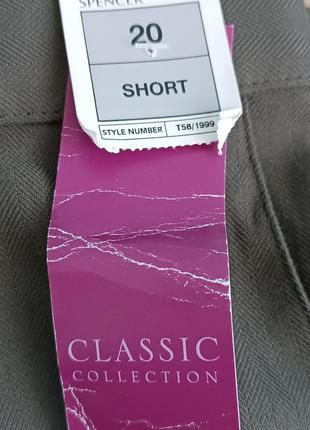 SPENCER
20
SHORT
STYLE NUMBER T58/1999
CLASSIC
COLLECTION